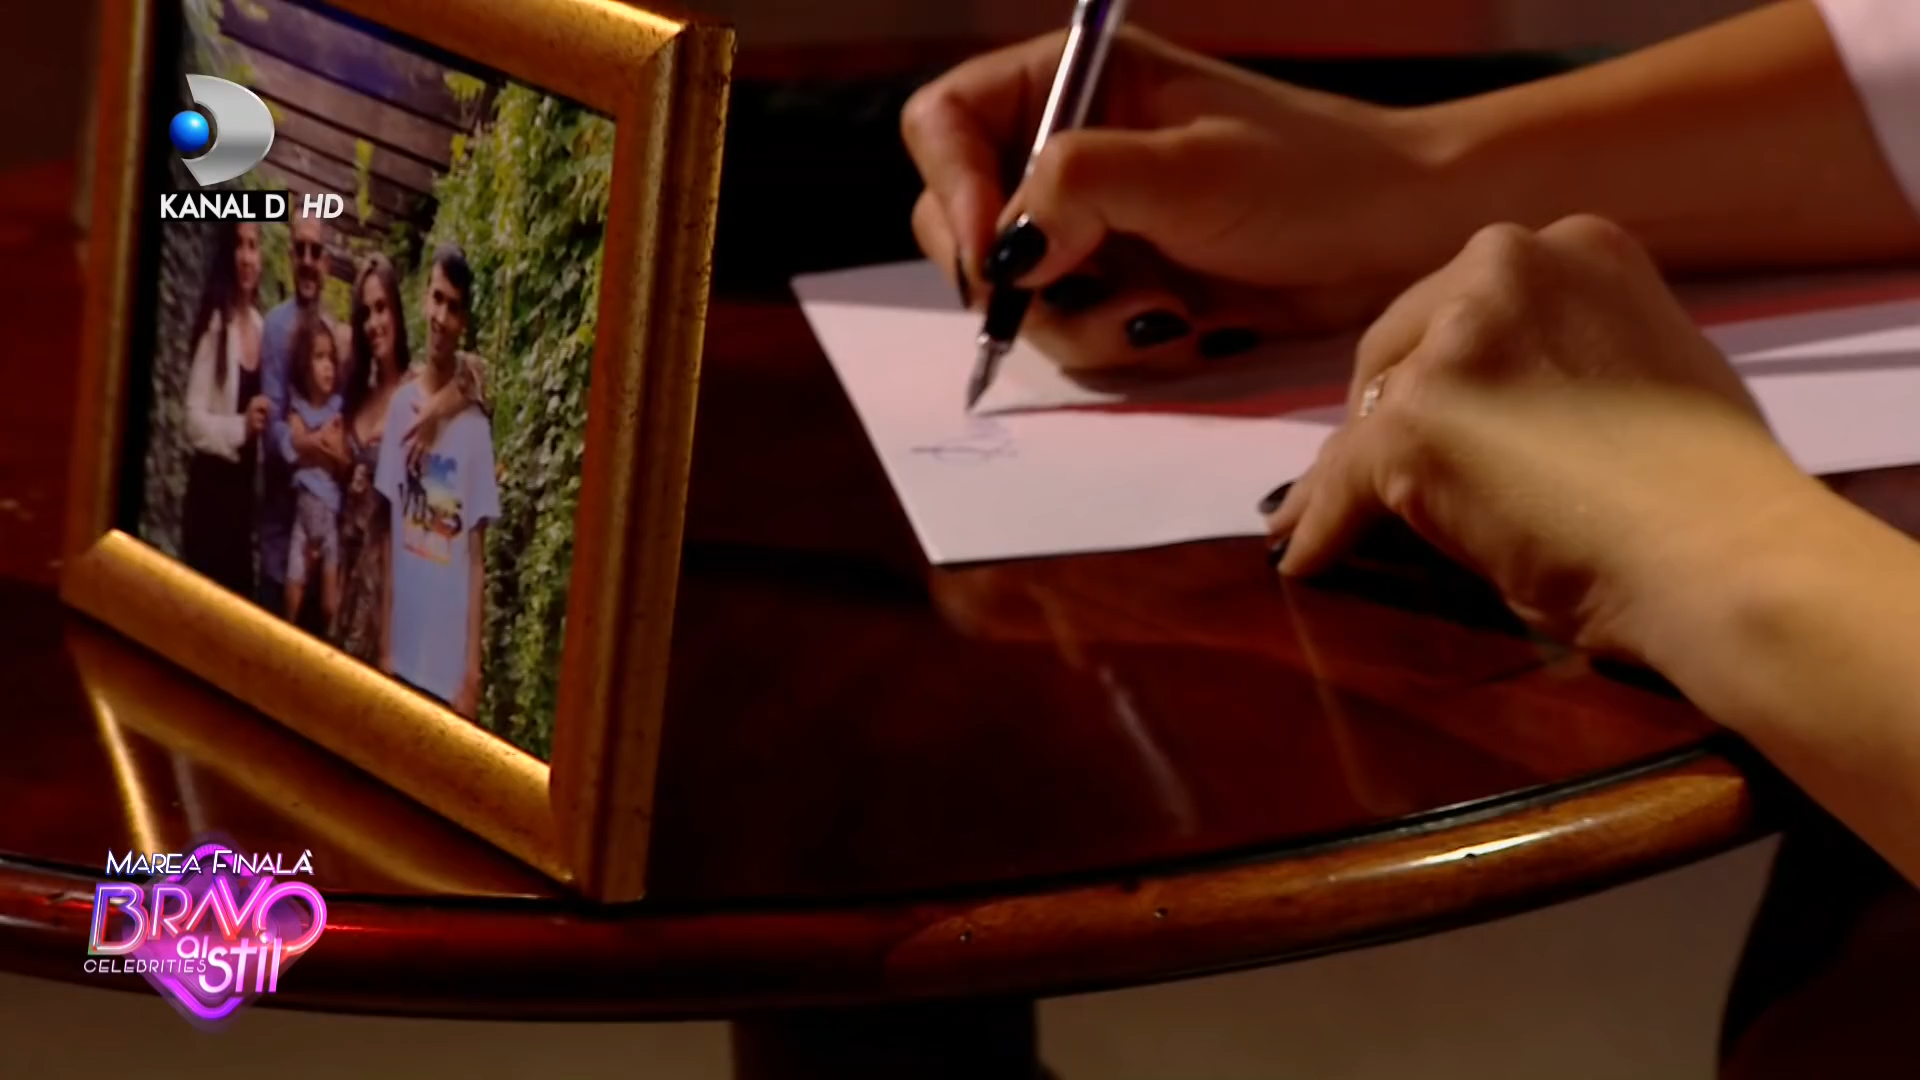 KANAL D HD
MAREA FINALĂ
BRAVO
ai stil
CELEBRITIES